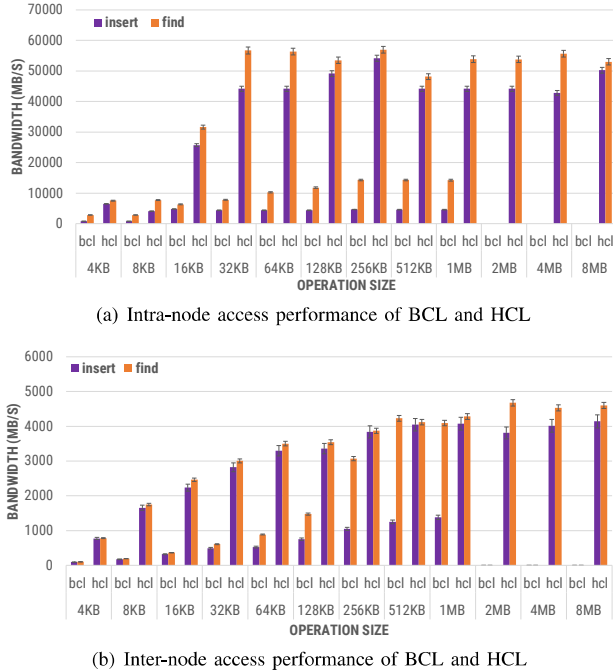 70000
insert find
60000
50000
40000
30000
20000
10000
0
BANDWIDTH (MB/S)
bcl hcl bcl hcl bcl hcl bcl hcl bcl hcl bcl hcl bcl hcl bcl hcl bcl hcl bcl hcl bcl hcl bcl hcl
4KB 8KB 16KB 32KB 64KB 128KB 256KB 512KB 1MB 2MB 4MB 8MB
OPERATION SIZE
(a) Intra-node access performance of BCL and HCL
6000
insert find
5000
4000
3000
2000
1000
0
BANDWIDTH (MB/S)
bcl hcl bcl hcl bcl hcl bcl hcl bcl hcl bcl hcl bcl hcl bcl hcl bcl hcl bcl hcl bcl hcl bcl hcl
4KB 8KB 16KB 32KB 64KB 128KB 256KB 512KB 1MB 2MB 4MB 8MB
OPERATION SIZE
(b) Inter-node access performance of BCL and HCL